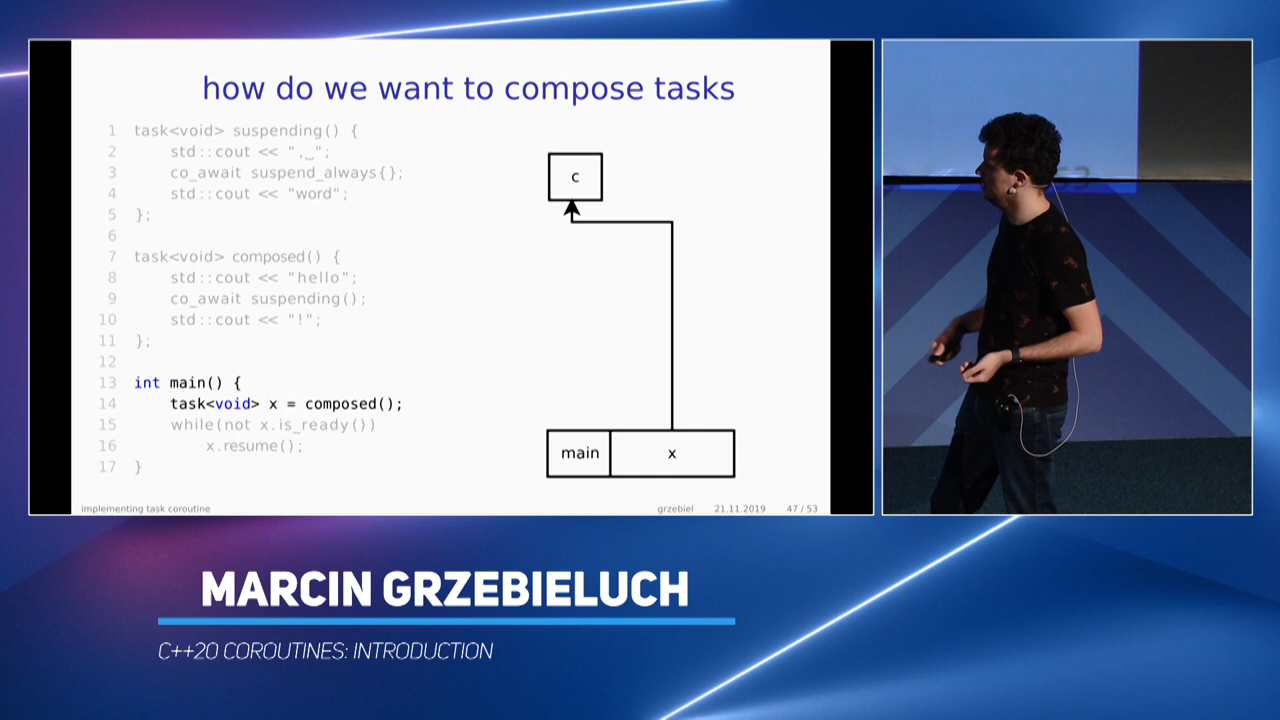 how do we want to compose tasks
1 task<void> suspending() {
2 std::cout << ",␣";
3 co_await suspend_always{};
4 std::cout << "word";
5 };
6
7 task<void> composed() {
8 std::cout << "hello";
9 co_await suspending();
10 std::cout << "!";
11 };
12
13 int main() {
14 task<void> x = composed();
15 while(not x.is_ready())
16 x.resume();
17 }
c
main x
implementing task coroutine grzebiel 21.11.2019 47 / 53
53
MARCIN GRZEBIELUCH
C++20 COROUTINES: INTRODUCTION